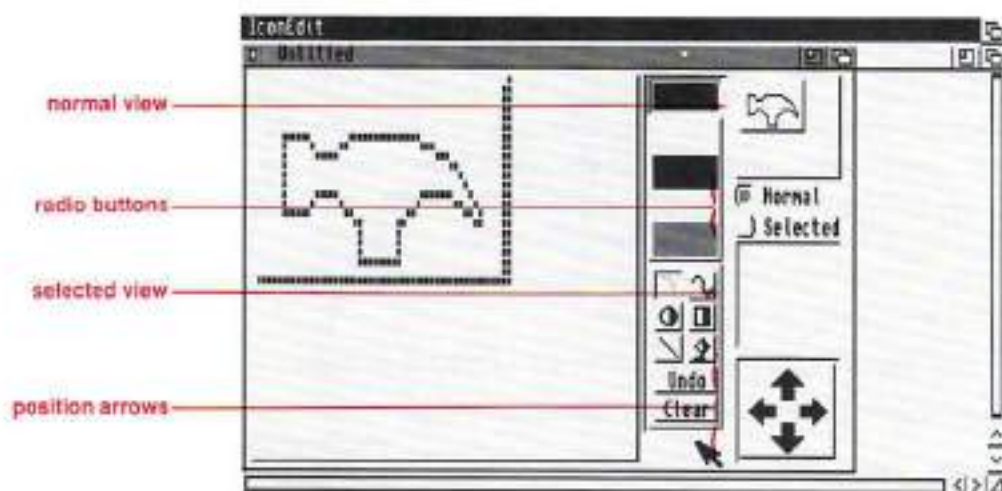 IconEdit
Untitled
normal view
radio buttons
Normal
Selected
selected view
Undo
position arrows
Clear